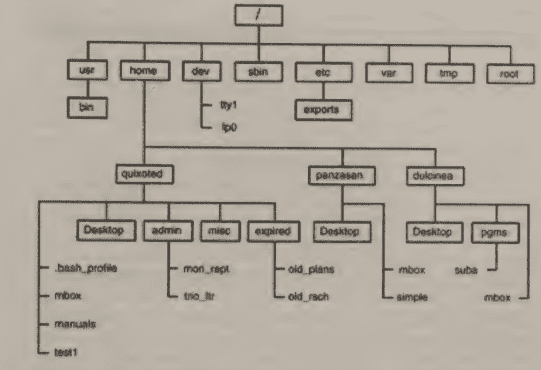 /
usr home dev sbin etc var tmp root
bin tty1 exports
lp0
quixoted panzasan dulcinea
Desktop admin misc expired Desktop Desktop pgms
.bash_profile mon_rept old_plans mbox suba
mbox trio_ltr old_rsch simple mbox
manuals
test1